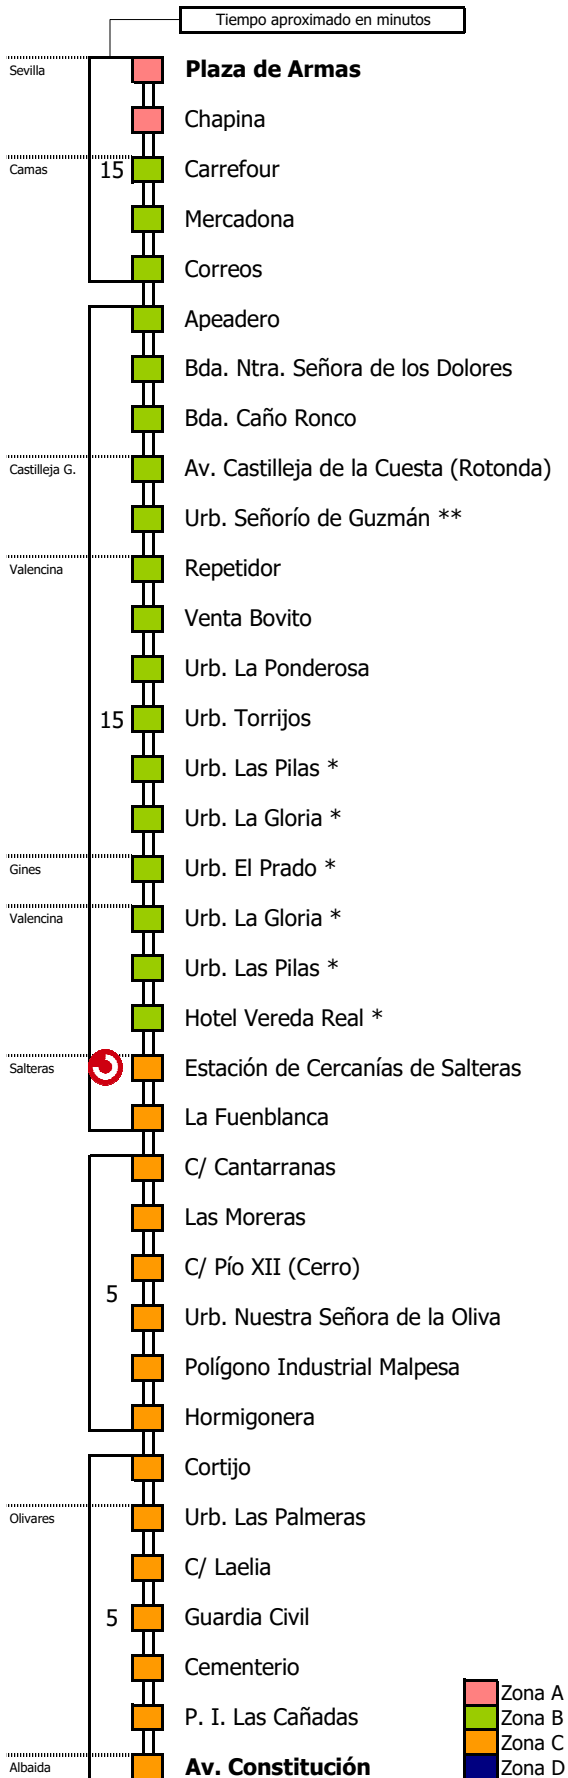 Tiempo aproximado en minutos
Sevilla
Plaza de Armas
Chapina
Camas
15
Carrefour
Mercadona
Correos
Apeadero
Bda. Ntra. Señora de los Dolores
Bda. Caño Ronco
Castilleja G.
Av. Castilleja de la Cuesta (Rotonda)
Urb. Señorío de Guzmán **
Valencina
Repetidor
Venta Bovito
Urb. La Ponderosa
15
Urb. Torrijos
Urb. Las Pilas *
Urb. La Gloria *
Gines
Urb. El Prado *
Valencina
Urb. La Gloria *
Urb. Las Pilas *
Hotel Vereda Real *
Salteras
Estación de Cercanías de Salteras
La Fuenblanca
C/ Cantarranas
Las Moreras
C/ Pío XII (Cerro)
5
Urb. Nuestra Señora de la Oliva
Polígono Industrial Malpesa
Hormigonera
Cortijo
Olivares
Urb. Las Palmeras
C/ Laelia
5
Guardia Civil
Cementerio
P. I. Las Cañadas
Albaida
Av. Constitución
Zona A
Zona B
Zona C
Zona D